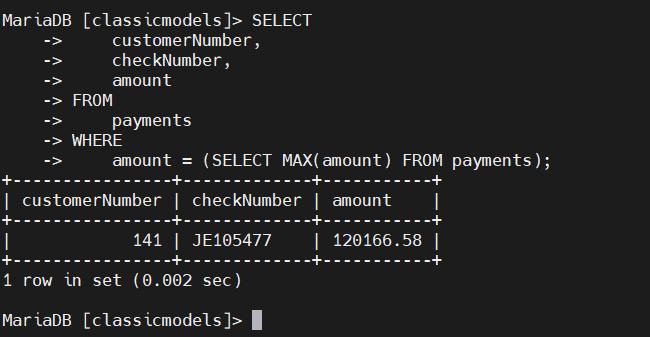 MariaDB [classicmodels]> SELECT
    ->     customerNumber,
    ->     checkNumber,
    ->     amount
    -> FROM
    ->     payments
    -> WHERE
    ->     amount = (SELECT MAX(amount) FROM payments);
+----------------+-------------+-----------+
| customerNumber | checkNumber | amount    |
+----------------+-------------+-----------+
|            141 | JE105477    | 120166.58 |
+----------------+-------------+-----------+
1 row in set (0.002 sec)

MariaDB [classicmodels]>